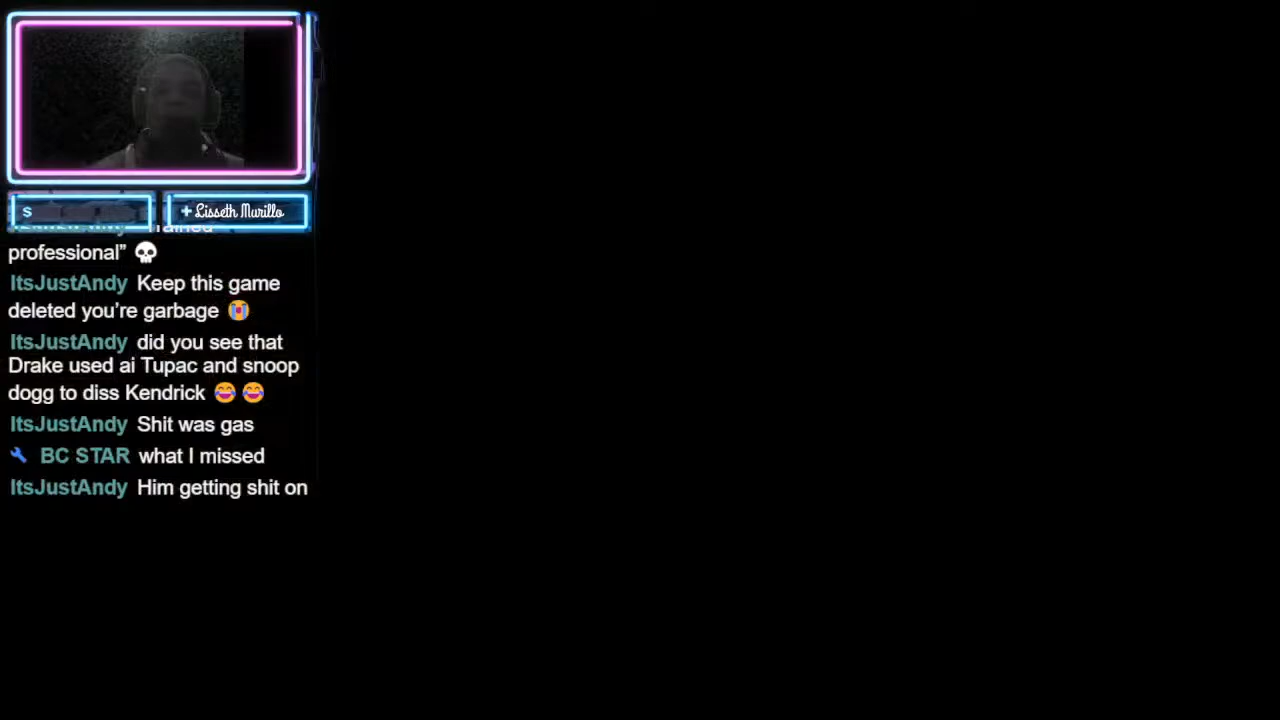 $
+ Lisseth Murillo
professional” 💀
ItsJustAndy Keep this game
deleted you’re garbage 😭
ItsJustAndy did you see that
Drake used ai Tupac and snoop
dogg to diss Kendrick 😂 😂
ItsJustAndy Shit was gas
BC STAR what I missed
ItsJustAndy Him getting shit on